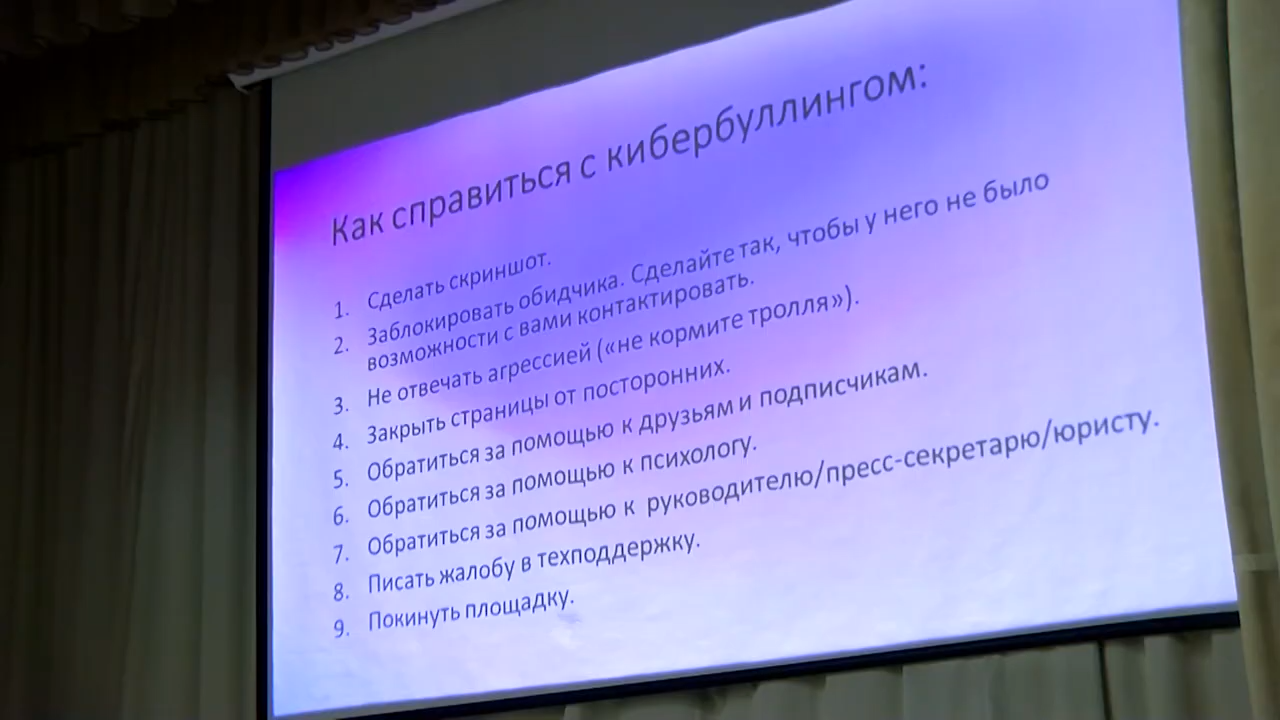 Как справиться с кибербуллингом:
1. Сделать скриншот.
2. Заблокировать обидчика. Сделайте так, чтобы у него не было
возможности с вами контактировать.
3. Не отвечать агрессией («не кормите тролля»).
4. Закрыть страницы от посторонних.
5. Обратиться за помощью к друзьям и подписчикам.
6. Обратиться за помощью к психологу.
7. Обратиться за помощью к руководителю/пресс-секретарю/юристу.
8. Писать жалобу в техподдержку.
9. Покинуть площадку.